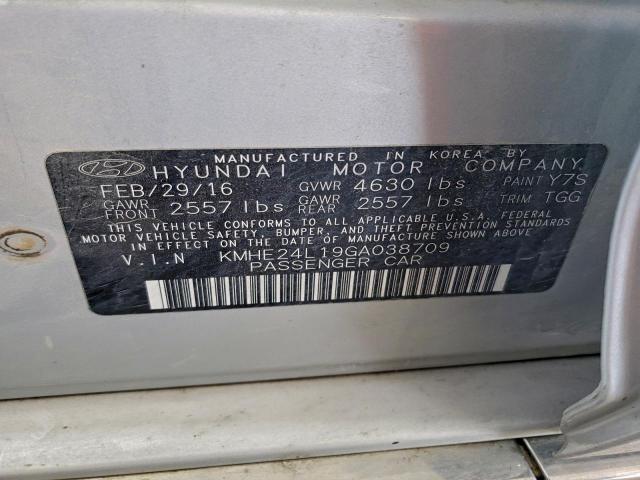 MANUFACTURED IN KOREA BY
HYUNDAI MOTOR COMPANY
FEB/29/16 GVWR 4630 lbs PAINT Y7S
GAWR FRONT 2557 lbs GAWR REAR 2557 lbs TRIM TGG
THIS VEHICLE CONFORMS TO ALL APPLICABLE U.S.A. FEDERAL
MOTOR VEHICLE SAFETY, BUMPER, AND THEFT PREVENTION STANDARDS
IN EFFECT ON THE DATE OF MANUFACTURE SHOWN ABOVE.
V.I.N KMHE24L19GA038709
PASSENGER CAR